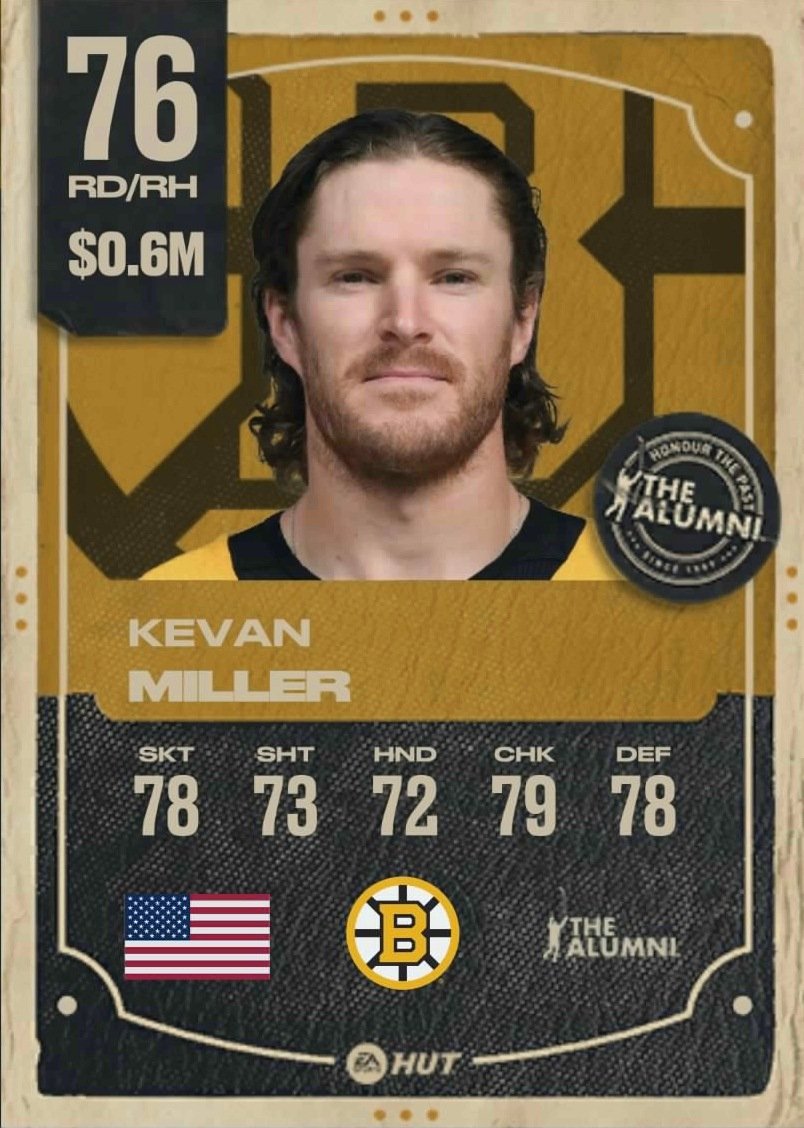 76
RD/RH
$0.6M
HONOUR THE PAST
THE
ALUMNI
KEVAN
MILLER
SKT SHT HND CHK DEF
78 73 72 79 78
B
THE
ALUMNI
EA
HUT